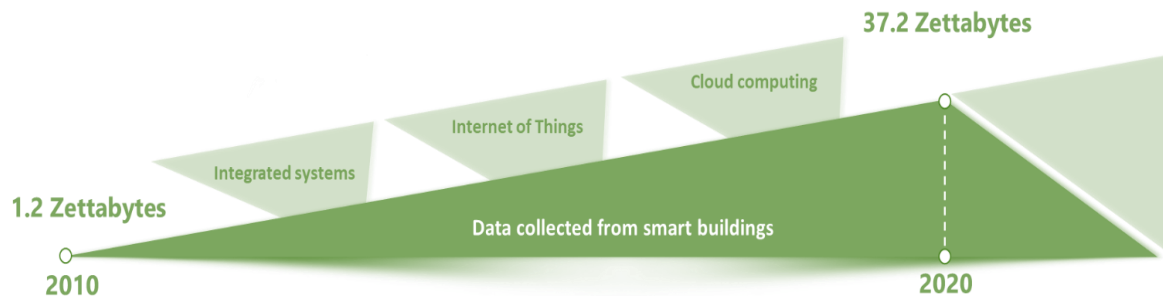 37.2 Zettabytes
Cloud computing
Internet of Things
Integrated systems
1.2 Zettabytes
Data collected from smart buildings
2010
2020